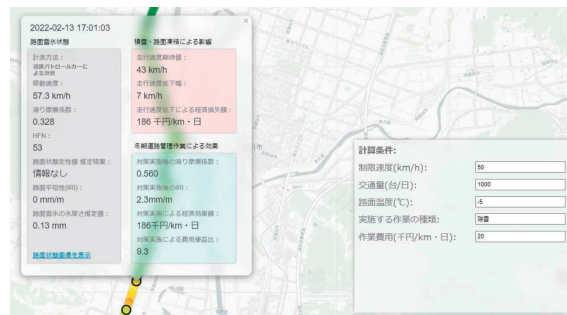 2022-02-13 17:01:03
×
路面雪氷状態
計測方法：
道路パトロールカーに
よる計測
移動速度：
57.3 km/h
滑り摩擦係数：
0.328
HFN：
53
路面状態定性値 推定結果：
情報なし
路面平坦性(IRI)：
0 mm/m
路面雪氷の氷厚さ推定値：
0.13 mm
路面状態画像を表示
積雪・路面凍結による影響
走行速度期待値：
43 km/h
走行速度低下幅：
7 km/h
走行速度低下による経済損失額：
186 千円/km・日
冬期道路管理作業による効果
対策実施後の滑り摩擦係数：
0.560
対策実施後のIRI：
2.3mm/m
対策実施による経済効果額：
186千円/km・日
対策実施による費用便益比：
9.3
川市
計算条件:
制限速度(km/h): 50
交通量(台/日): 1000
路面温度(℃): -5
実施する作業の種類: 除雪
作業費用(千円/km・日): 20